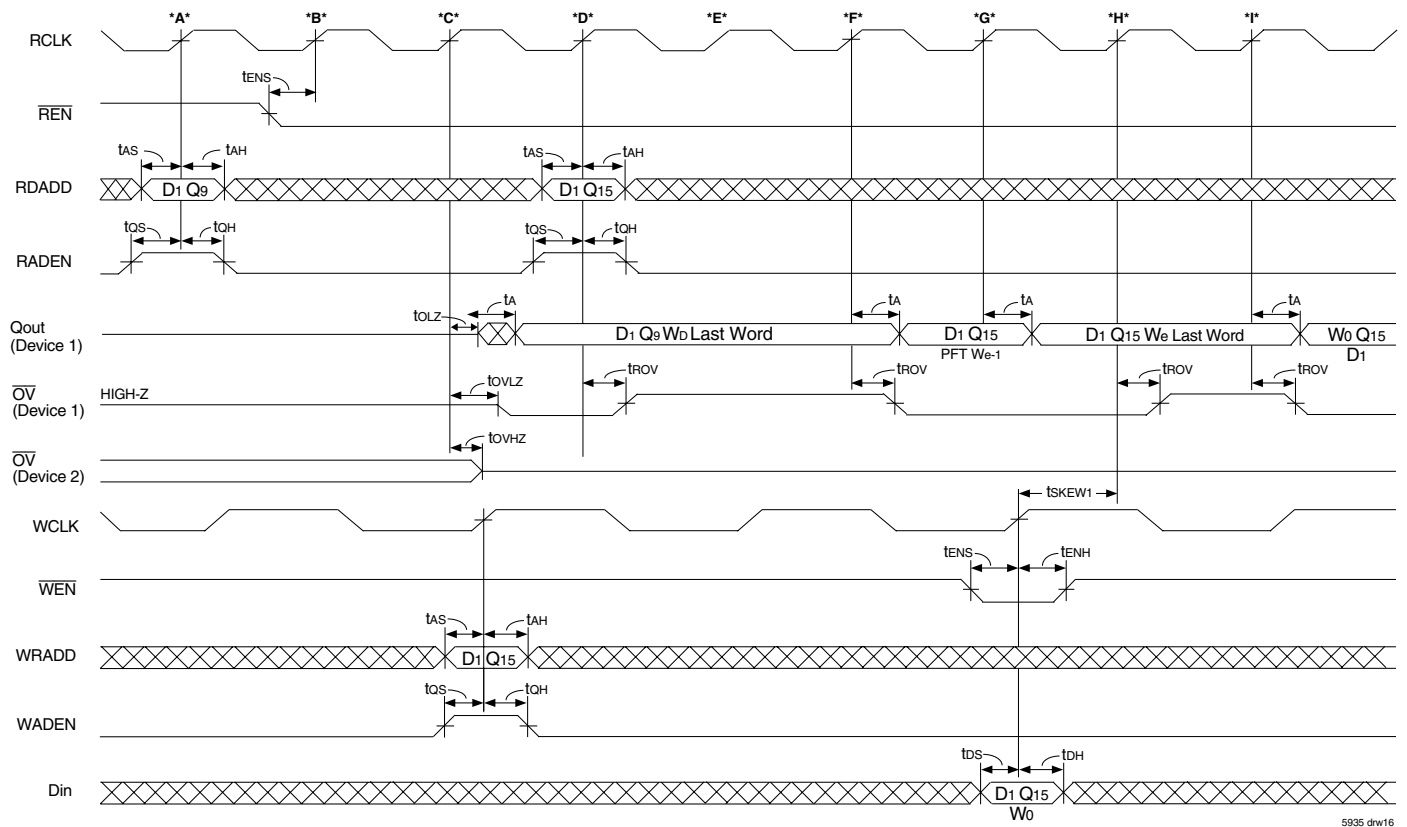 *A* *B* *C* *D* *E* *F* *G* *H* *I*
RCLK
tENS
REN
tAS tAH tAS tAH
RDADD D1 Q9 D1 Q15
tQS tQH tQS tQH
RADEN
tOLZ tA tA tA tA
Qout D1 Q9 WD Last Word D1 Q15 D1 Q15 We Last Word W0 Q15
(Device 1) PFT We-1 D1
tOVLZ tROV tROV tROV tROV
OV HIGH-Z
(Device 1)
tOVHZ
OV
(Device 2)
tSKEW1
WCLK
tENS tENH
WEN
tAS tAH
WRADD D1 Q15
tQS tQH
WADEN
tDS tDH
Din D1 Q15
W0
5935 drw16